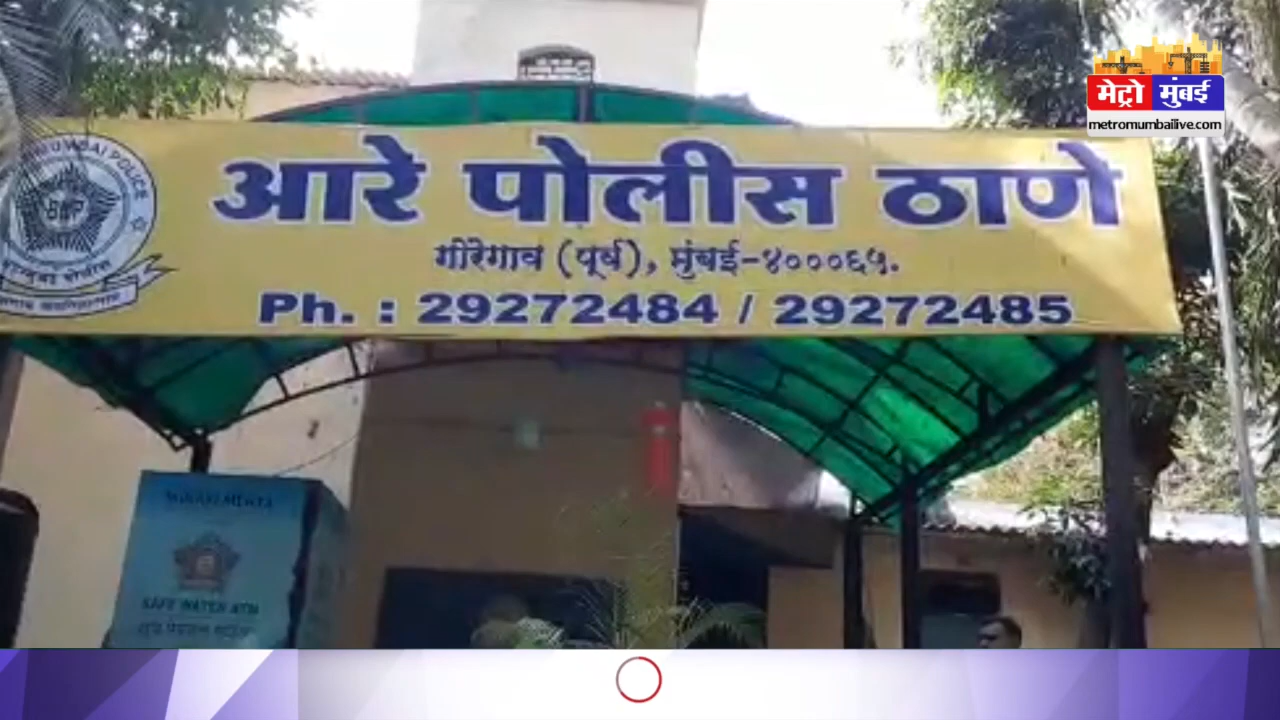 मेट्रो मुंबई
metromumbailive.com
आरे पोलीस ठाणे
गोरेगाव (पूर्व), मुंबई-४०००६५.
Ph. : 29272484 / 29272485
SAFE WATER ATM